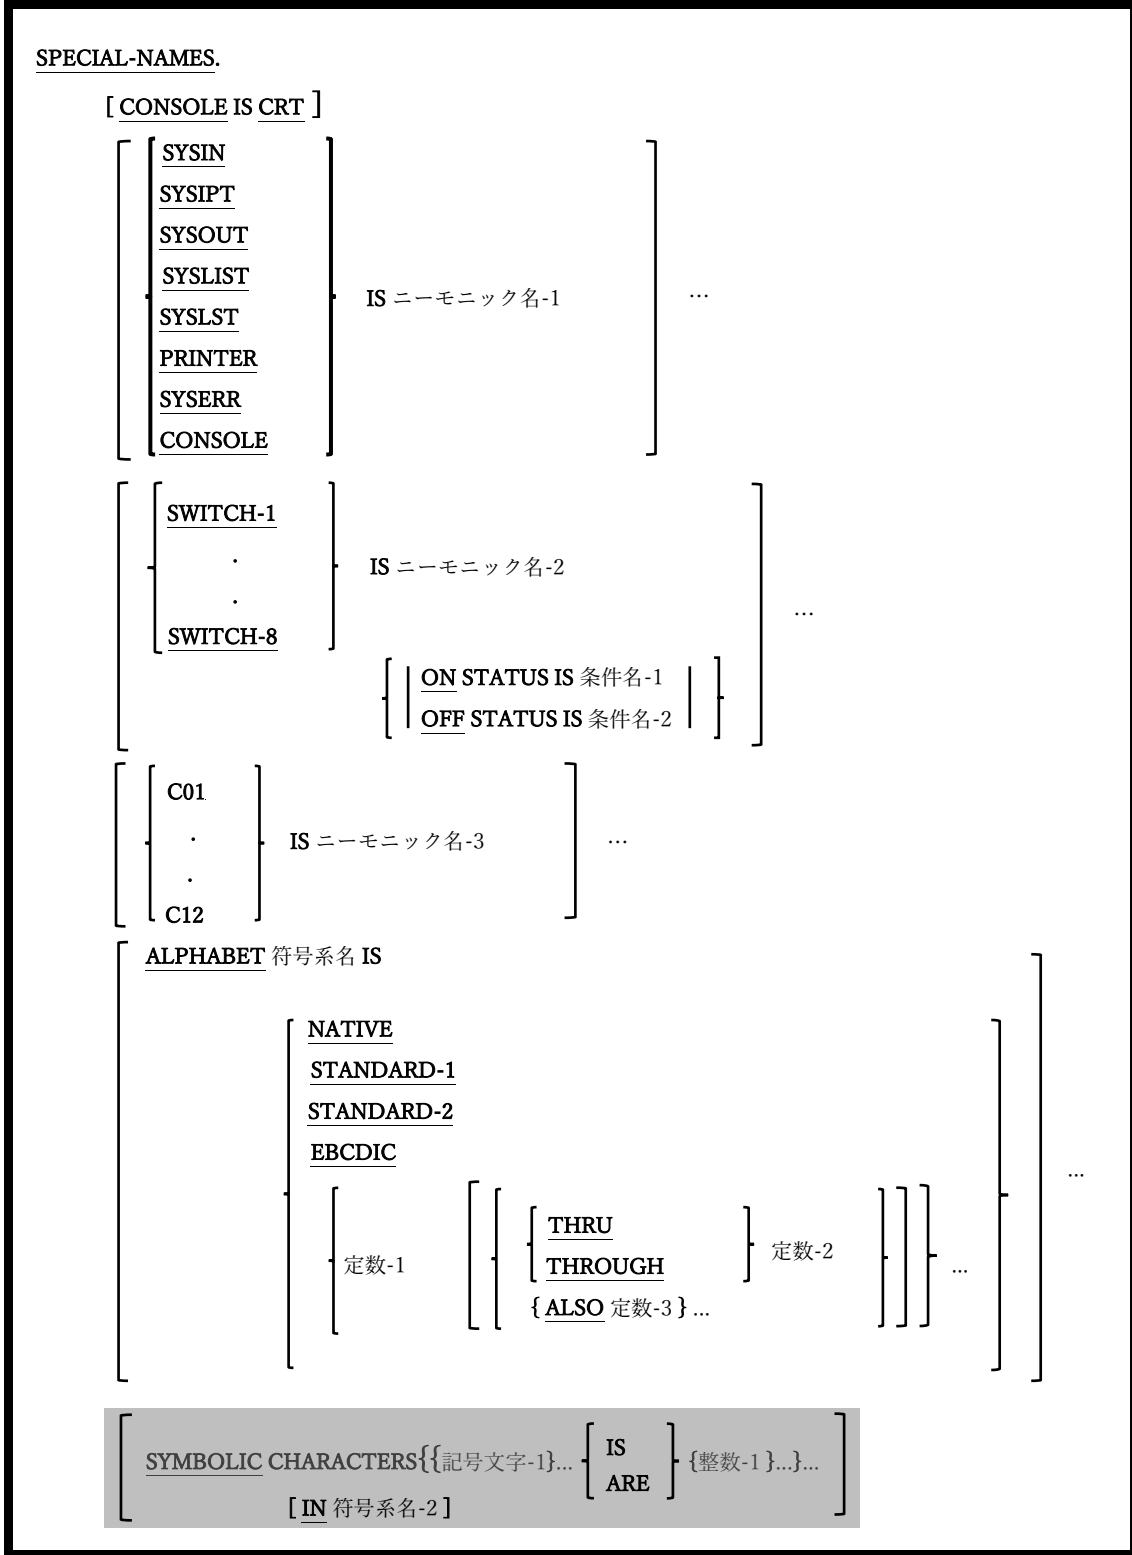 SPECIAL-NAMES.
[ CONSOLE IS CRT ]
SYSIN
SYSIPT
SYSOUT
SYSLIST
SYSLST
PRINTER
SYSERR
CONSOLE
IS ニーモニック名-1 …
SWITCH-1
.
.
SWITCH-8
IS ニーモニック名-2
ON STATUS IS 条件名-1
OFF STATUS IS 条件名-2
…
C01
.
.
C12
IS ニーモニック名-3 …
ALPHABET 符号系名 IS
NATIVE
STANDARD-1
STANDARD-2
EBCDIC
定数-1
THRU
THROUGH
定数-2
{ ALSO 定数-3 } ...
...
…
SYMBOLIC CHARACTERS{{記号文字-1}... IS ARE {整数-1 }...}...
[ IN 符号系名-2 ]